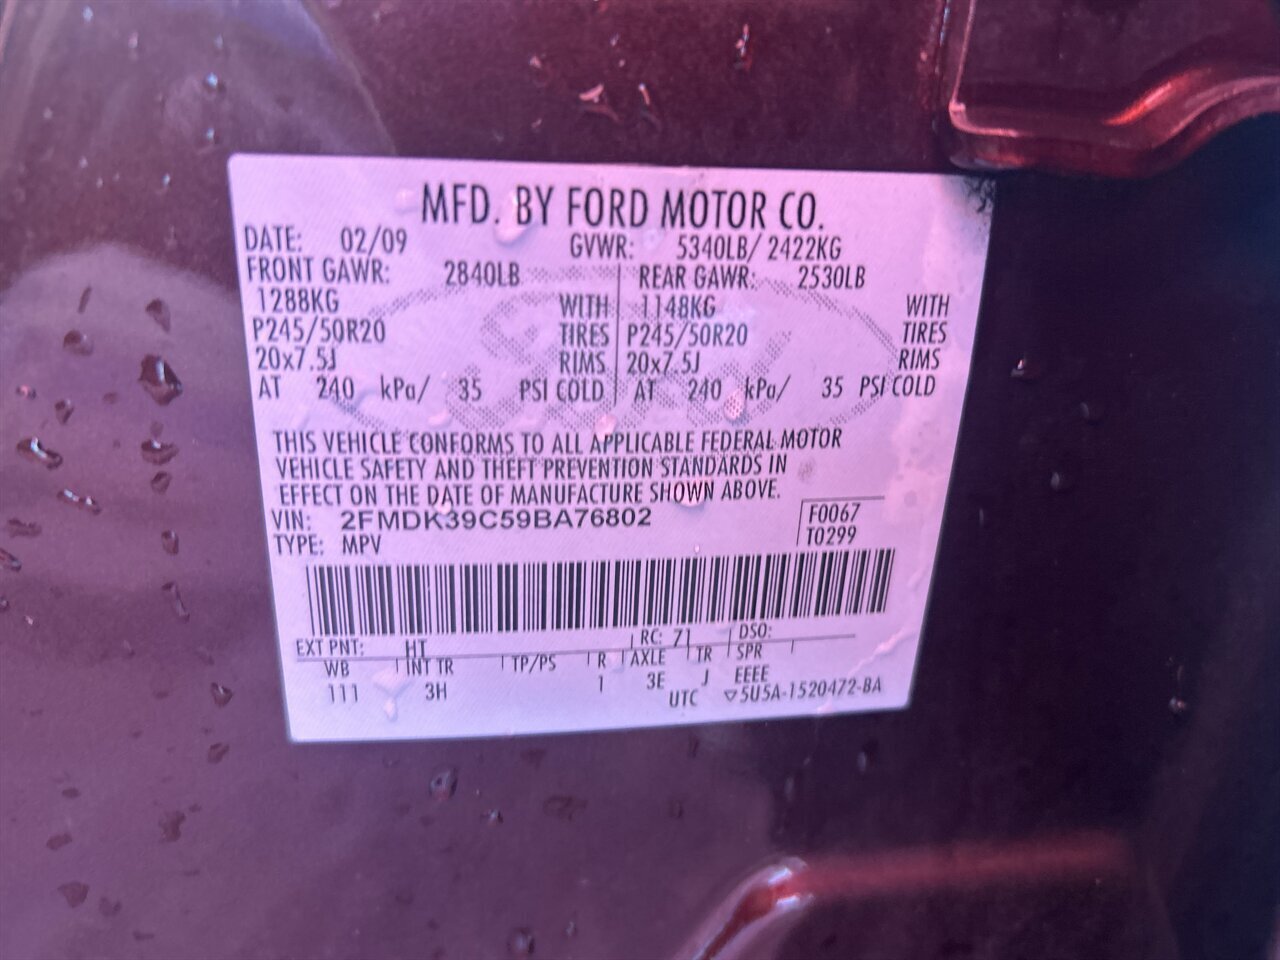 MFD. BY FORD MOTOR CO.
DATE: 02/09 GVWR: 5340LB/ 2422KG
FRONT GAWR: 2840LB REAR GAWR: 2530LB
1288KG WITH 1148KG WITH
P245/50R20 TIRES P245/50R20 TIRES
20x7.5J RIMS 20x7.5J RIMS
AT 240 kPa/ 35 PSI COLD AT 240 kPa/ 35 PSI COLD
THIS VEHICLE CONFORMS TO ALL APPLICABLE FEDERAL MOTOR
VEHICLE SAFETY AND THEFT PREVENTION STANDARDS IN
EFFECT ON THE DATE OF MANUFACTURE SHOWN ABOVE.
VIN: 2FMDK39C59BA76802 F0067
TYPE: MPV T0299
EXT PNT: HT RC: 71 DSO:
WB INT TR TP/PS R AXLE TR SPR
111 3H 1 3E J EEEE
UTC ▽5U5A-1520472-BA